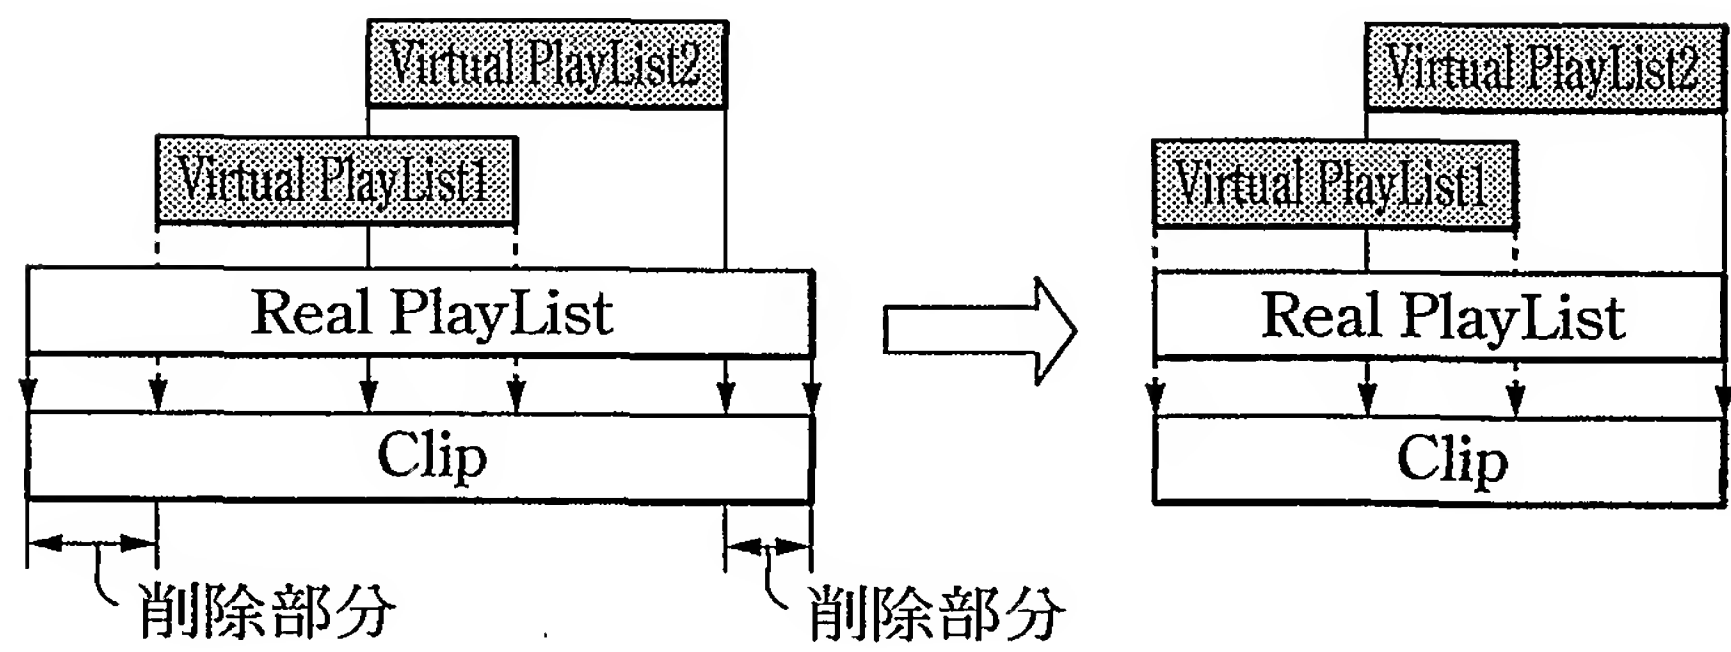 Virtual PlayList2
Virtual PlayList1
Real PlayList
Clip
削除部分
削除部分
Virtual PlayList2
Virtual PlayList1
Real PlayList
Clip